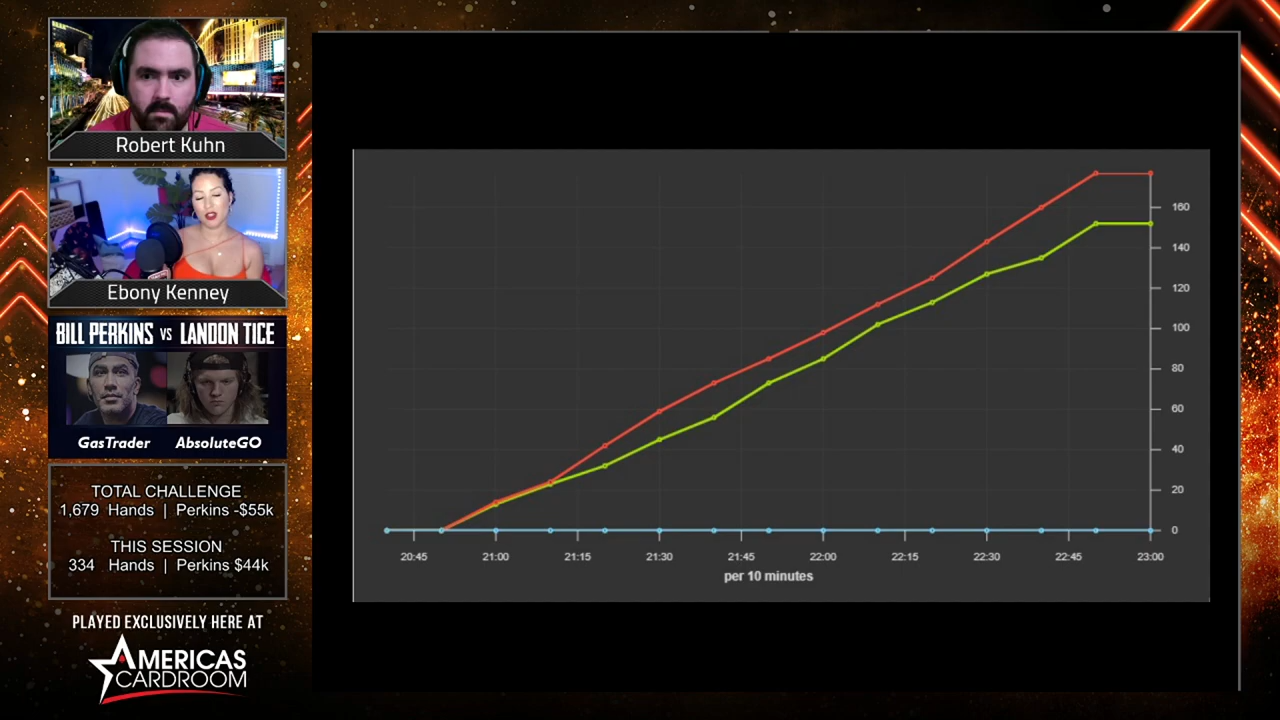 Robert Kuhn
Ebony Kenney
BILL PERKINS VS LANDON TICE
GasTrader AbsoluteGO
TOTAL CHALLENGE
1,679 Hands | Perkins -$55k
THIS SESSION
334 Hands | Perkins $44k
PLAYED EXCLUSIVELY HERE AT
AMERICAS
CARDROOM
160
140
120
100
80
60
40
20
0
20:45 21:00 21:15 21:30 21:45 22:00 22:15 22:30 22:45 23:00
per 10 minutes